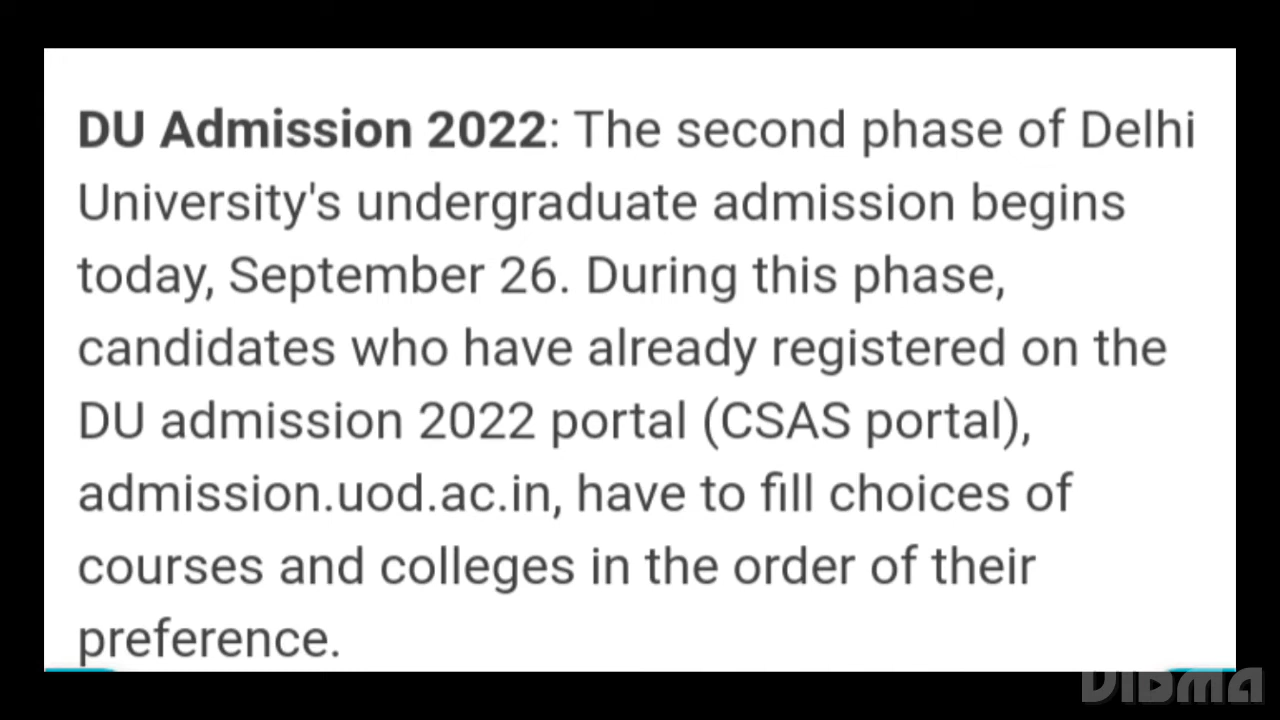 DU Admission 2022: The second phase of Delhi
University's undergraduate admission begins
today, September 26. During this phase,
candidates who have already registered on the
DU admission 2022 portal (CSAS portal),
admission.uod.ac.in, have to fill choices of
courses and colleges in the order of their
preference.
VIDMA